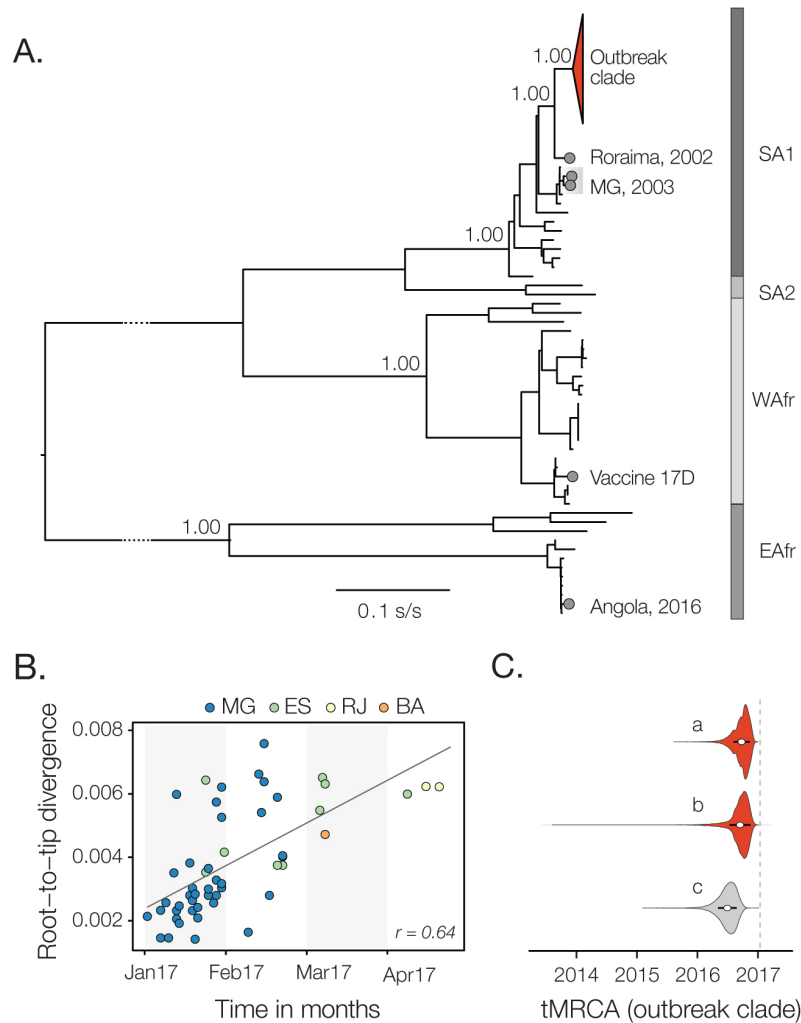 A.
1.00
Outbreak
clade
1.00
Roraima, 2002
SA1
MG, 2003
1.00
SA2
1.00
WAfr
Vaccine 17D
1.00
EAfr
0.1 s/s
Angola, 2016
B.
MG ES RJ BA
0.008
0.006
0.004
0.002
Root-to-tip divergence
r = 0.64
Jan17 Feb17 Mar17 Apr17
Time in months
C.
a
b
c
2014 2015 2016 2017
tMRCA (outbreak clade)